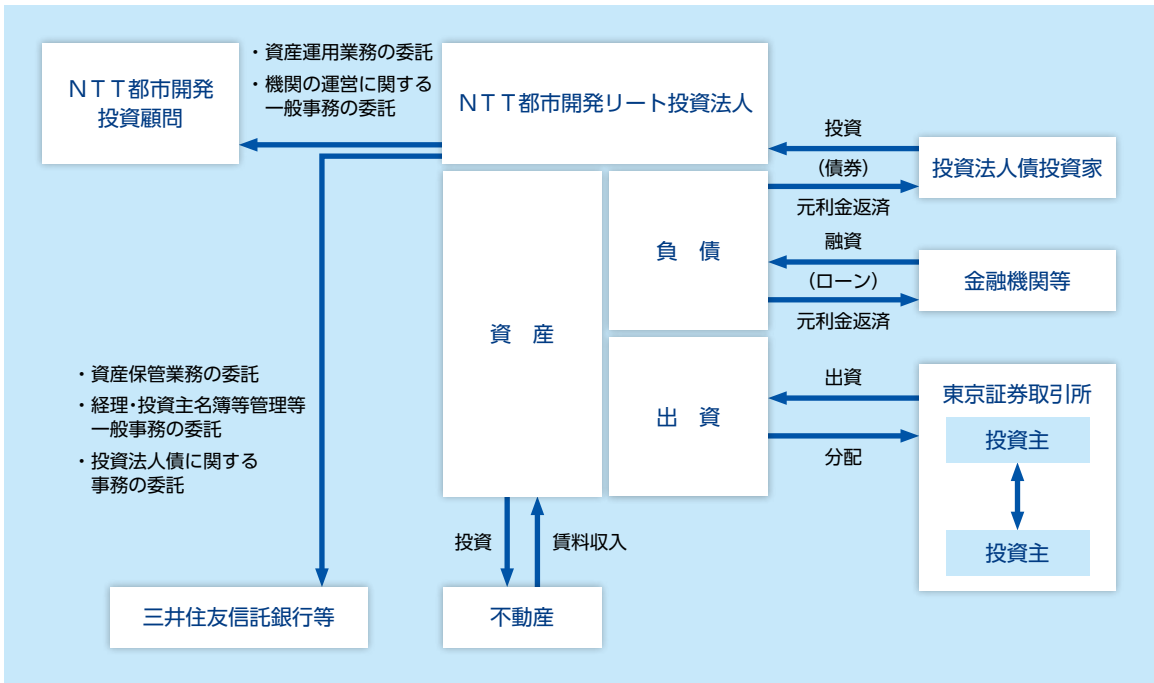 NTT都市開発
投資顧問
・資産運用業務の委託
・機関の運営に関する
一般事務の委託
NTT都市開発リート投資法人
投資
(債券)
元利金返済
投資法人債投資家
負 債
融資
(ローン)
元利金返済
金融機関等
資 産
出 資
出資
分配
東京証券取引所
投資主
投資主
・資産保管業務の委託
・経理・投資主名簿等管理等
一般事務の委託
・投資法人債に関する
事務の委託
投資
賃料収入
三井住友信託銀行等
不動産